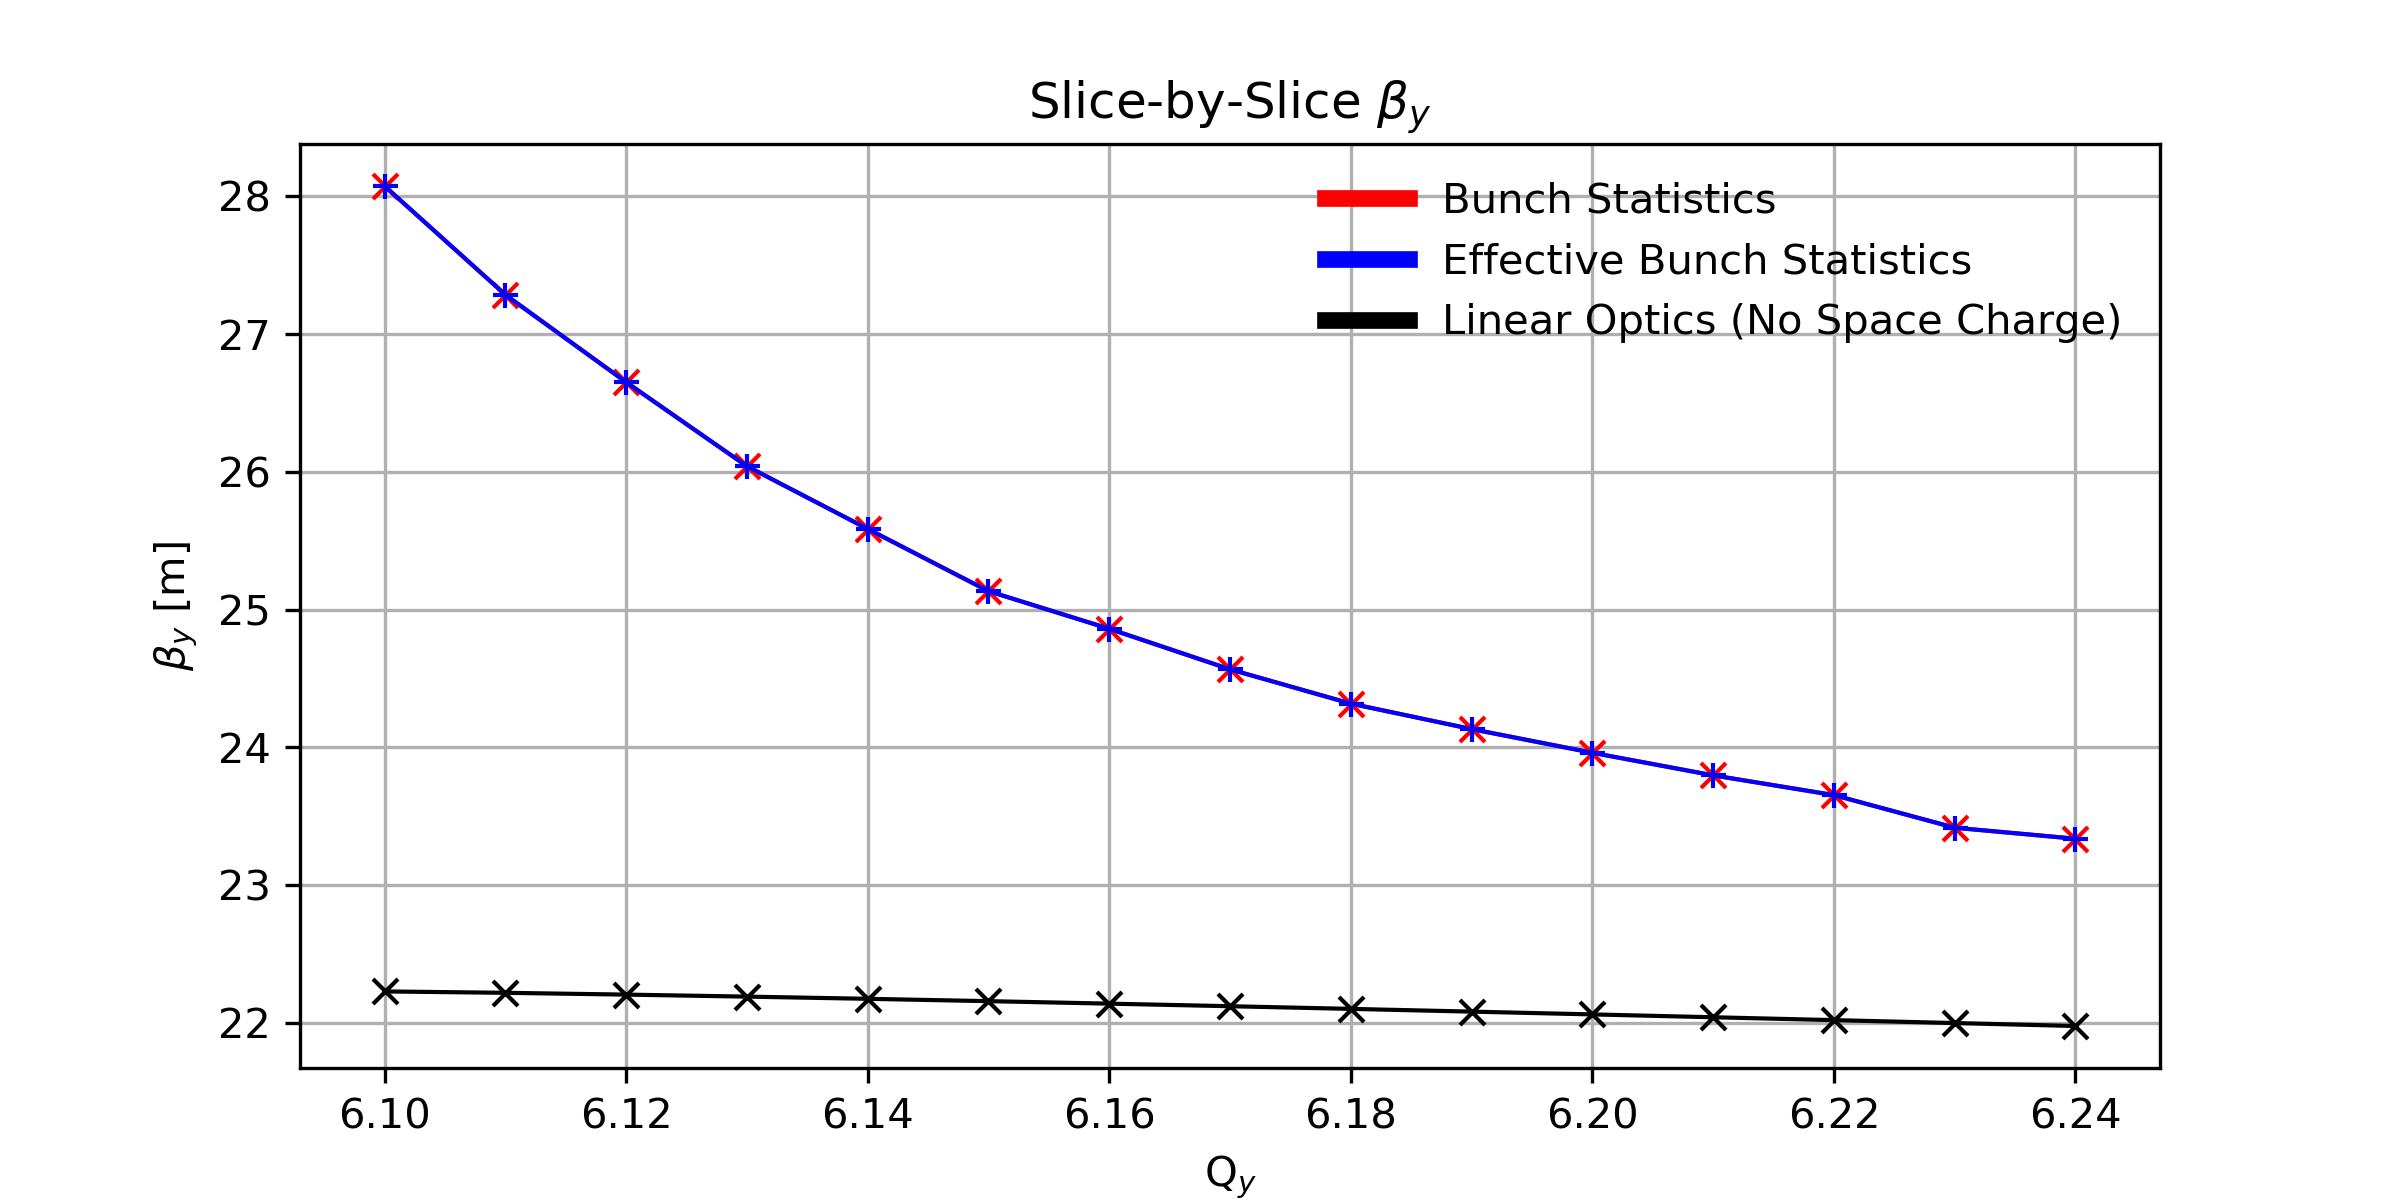 Slice-by-Slice βy
Bunch Statistics
Effective Bunch Statistics
Linear Optics (No Space Charge)
βy [m]
28
27
26
25
24
23
22
6.10 6.12 6.14 6.16 6.18 6.20 6.22 6.24
Qy